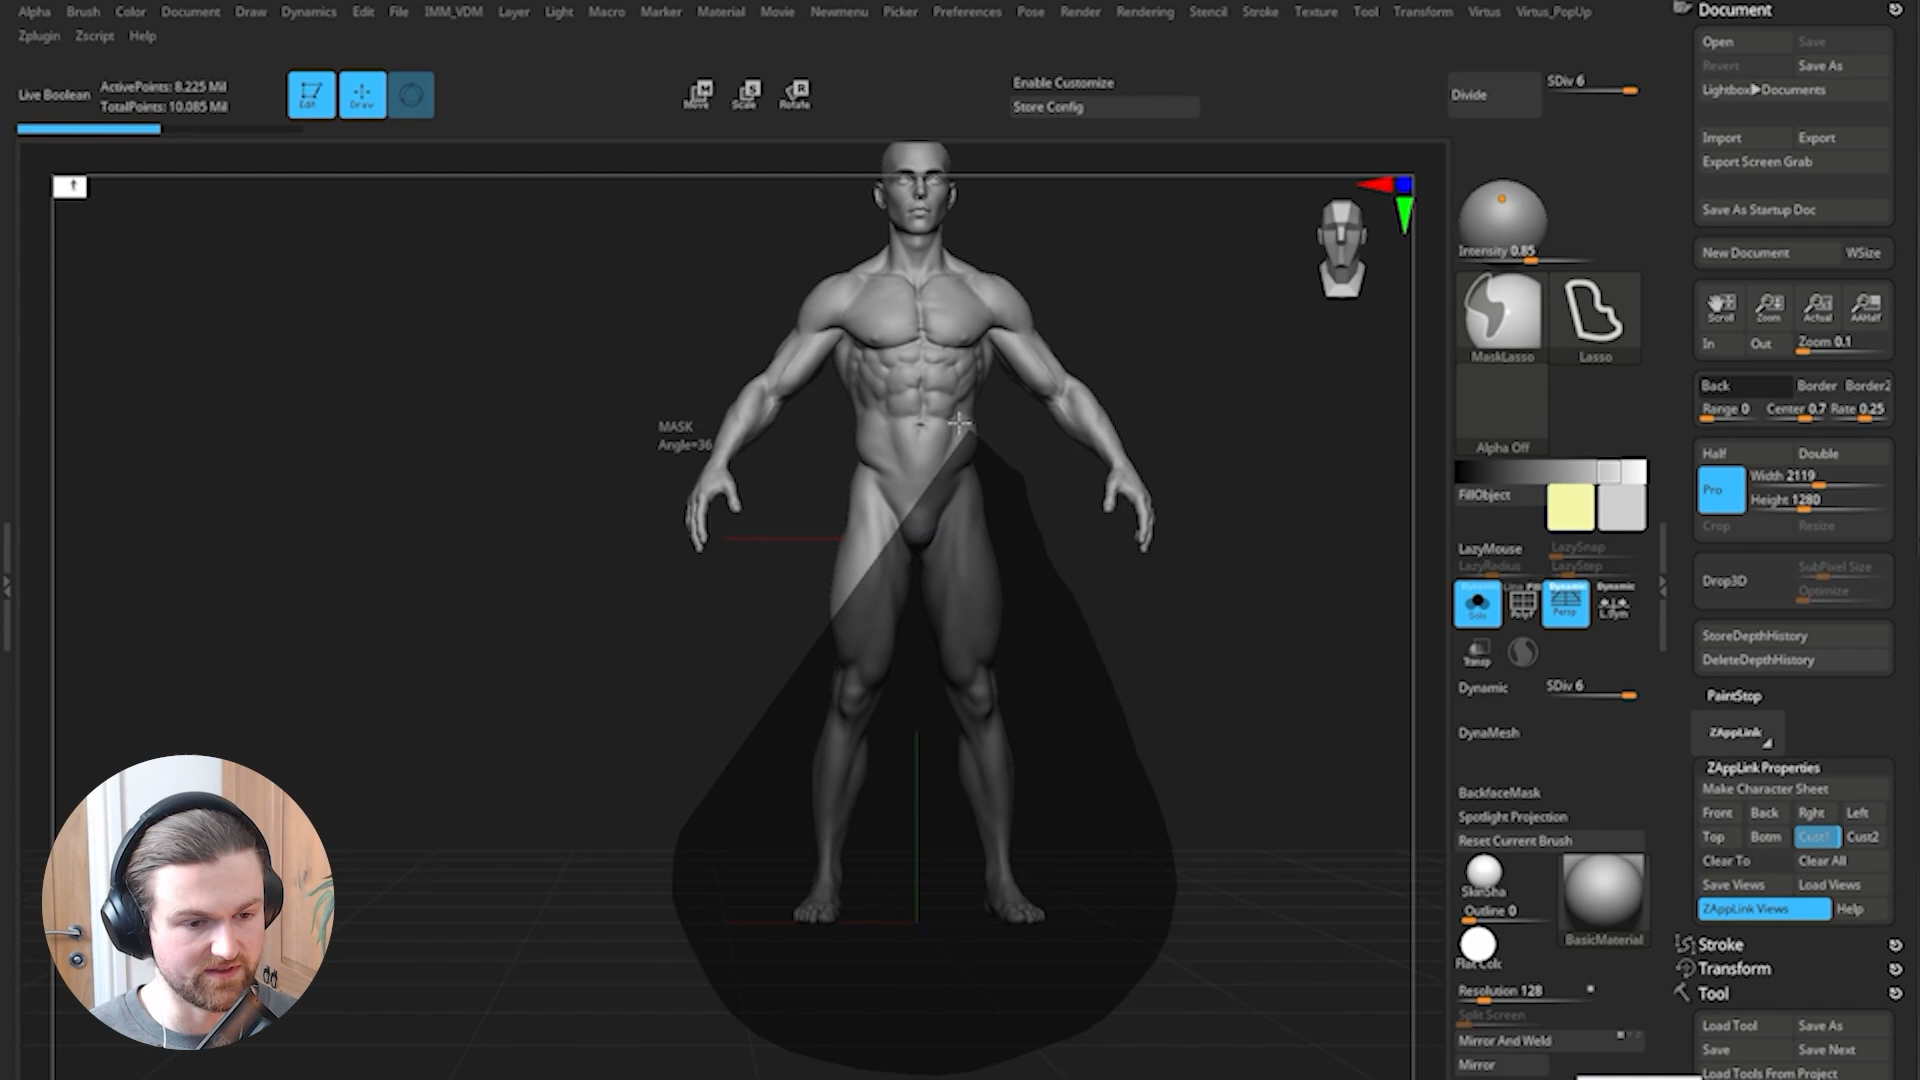 Alpha Brush Color Document Draw Dynamics Edit File IMM_VDM Layer Light Macro Marker Material Movie Newmenu Picker Preferences Pose Render Rendering Stencil Stroke Texture Tool Transform Virtus Virtus_PopUp
Zplugin Zscript Help
Live Boolean
ActivePoints: 8.225 Mil
TotalPoints: 10.085 Mil
Edit
Draw
Move
Scale
Rotate
Enable Customize
Store Config
Divide
SDiv 6
MASK
Angle=36
Intensity 0.85
MaskLasso
Lasso
Alpha Off
FillObject
LazyMouse
LazySnap
LazyRadius
LazyStep
Dynamic
Solo
Line Fill
PolyF
Dynamic
Persp
Dynamic
L.Sym
Transp
Dynamic
SDiv 6
DynaMesh
BackfaceMask
Spotlight Projection
Reset Current Brush
SkinSha
Outline 0
Flat Colc
BasicMaterial
Resolution 128
Split Screen
Mirror And Weld
Mirror
Document
Open
Save
Revert
Save As
Lightbox▶Documents
Import
Export
Export Screen Grab
Save As Startup Doc
New Document
WSize
Scroll
Zoom
Actual
AAHalf
In
Out
Zoom 0.1
Back
Border
Border2
Range 0
Center 0.7
Rate 0.25
Half
Double
Pro
Width 2119
Height 1280
Crop
Resize
Drop3D
SubPixel Size
Optimize
StoreDepthHistory
DeleteDepthHistory
PaintStop
ZAppLink
ZAppLink Properties
Make Character Sheet
Front
Back
Rght
Left
Top
Botm
Cust1
Cust2
Clear To
Clear All
Save Views
Load Views
ZAppLink Views
Help
Stroke
Transform
Tool
Load Tool
Save As
Save
Save Next
Load Tools From Project